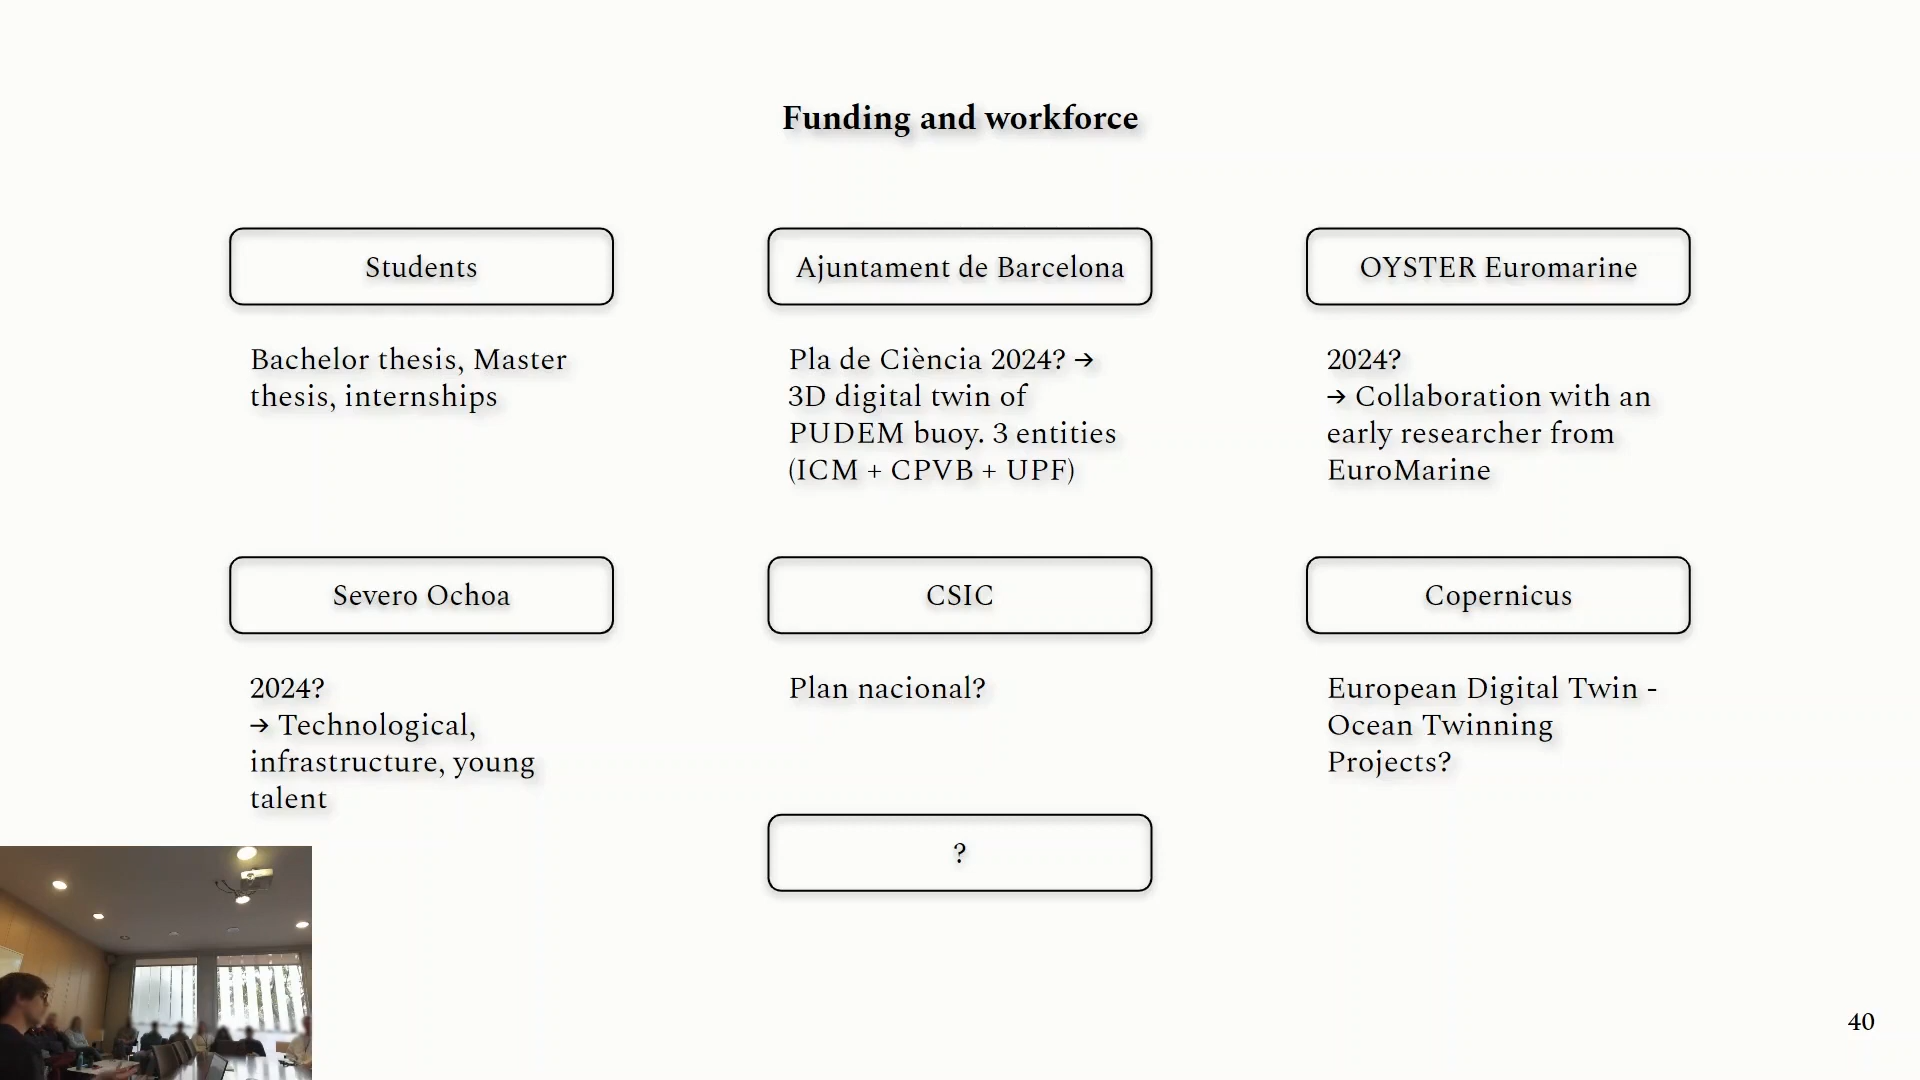 Funding and workforce
Students
Bachelor thesis, Master
thesis, internships
Ajuntament de Barcelona
Pla de Ciència 2024? →
3D digital twin of
PUDEM buoy. 3 entities
(ICM + CPVB + UPF)
OYSTER Euromarine
2024?
→ Collaboration with an
early researcher from
EuroMarine
Severo Ochoa
2024?
→ Technological,
infrastructure, young
talent
CSIC
Plan nacional?
Copernicus
European Digital Twin -
Ocean Twinning
Projects?
?
40